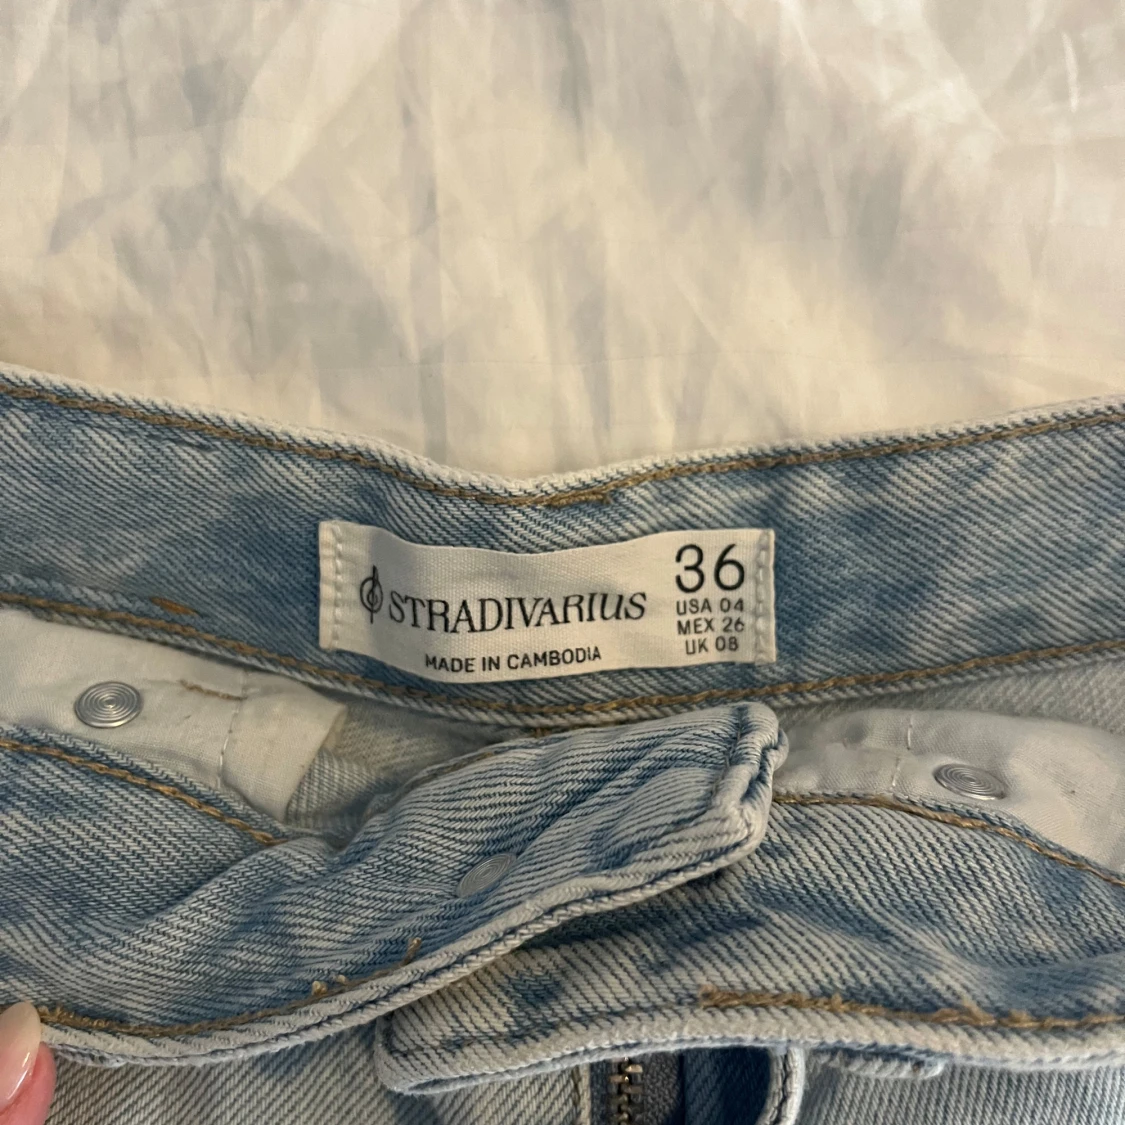 STRADIVARIUS
MADE IN CAMBODIA
36
USA 04
MEX 26
UK 08